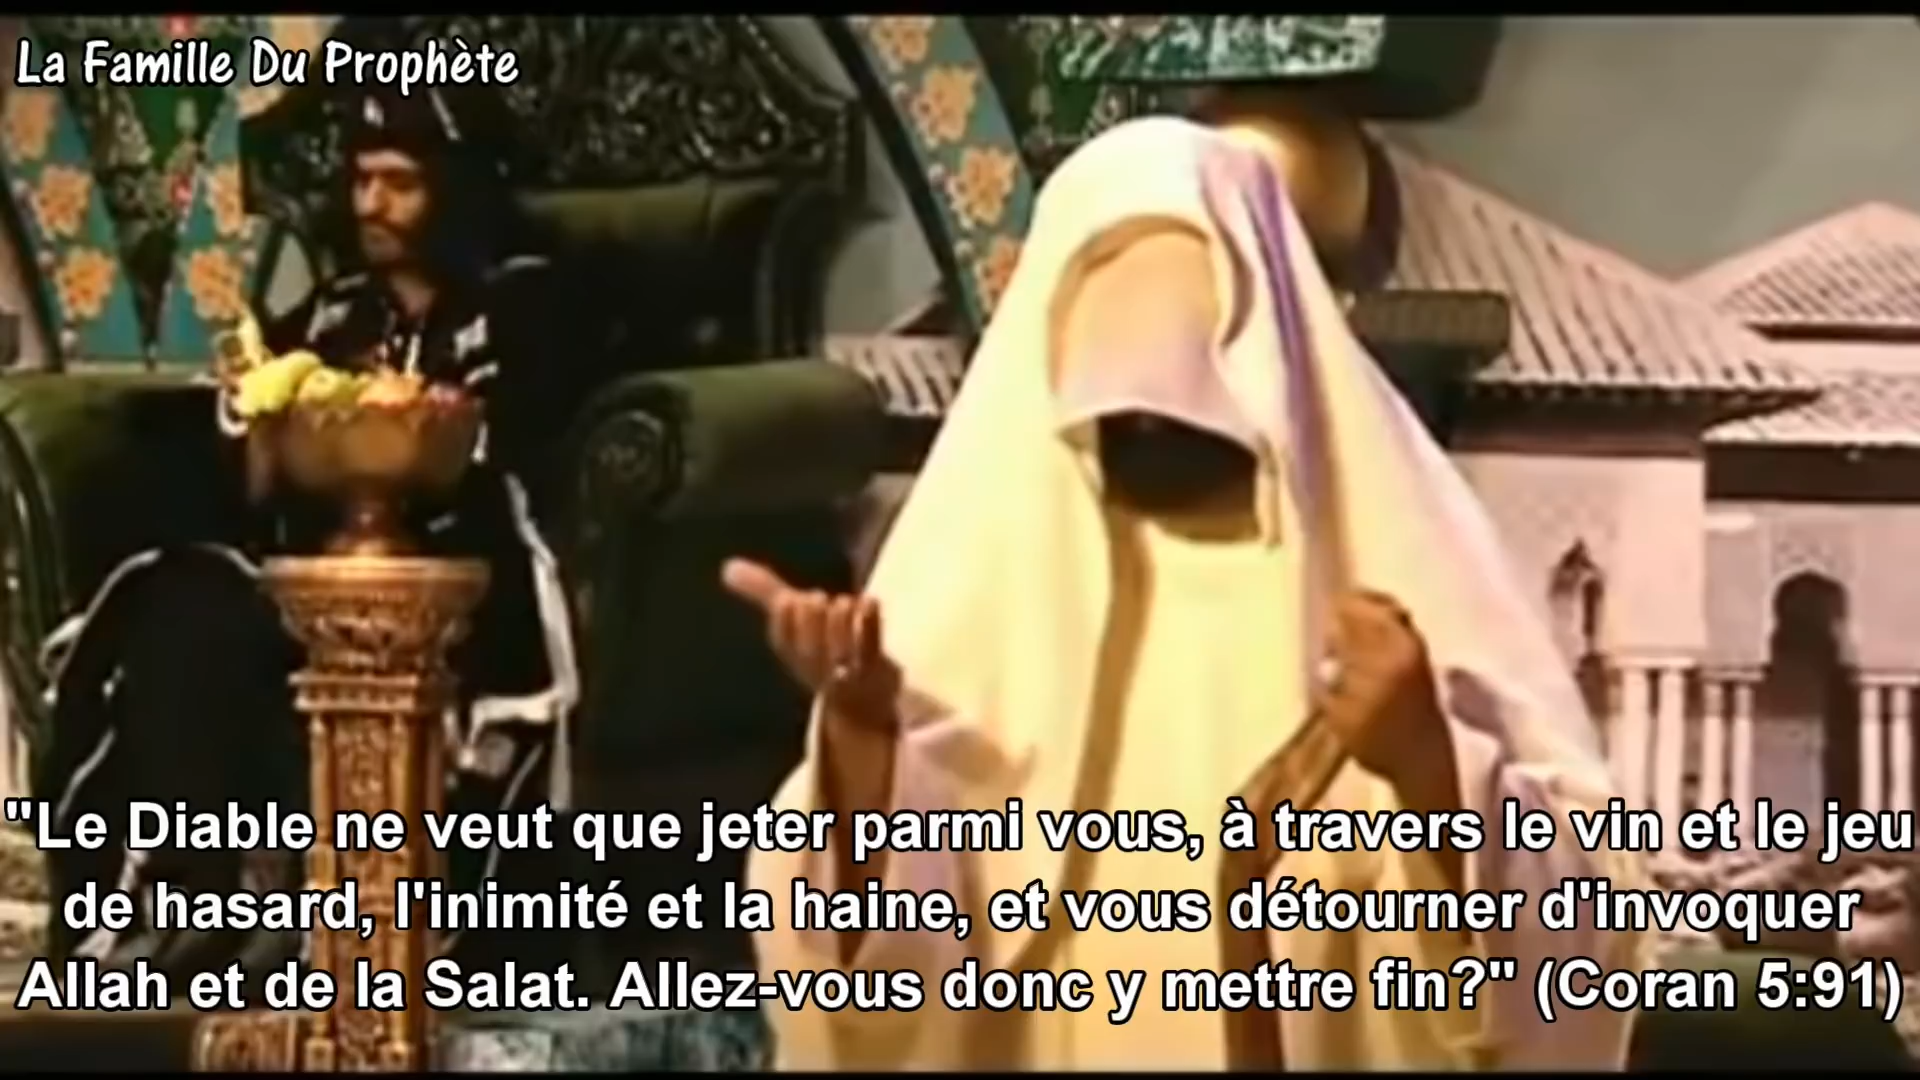 La Famille Du Prophète
"Le Diable ne veut que jeter parmi vous, à travers le vin et le jeu
de hasard, l'inimité et la haine, et vous détourner d'invoquer
Allah et de la Salat. Allez-vous donc y mettre fin?" (Coran 5:91)